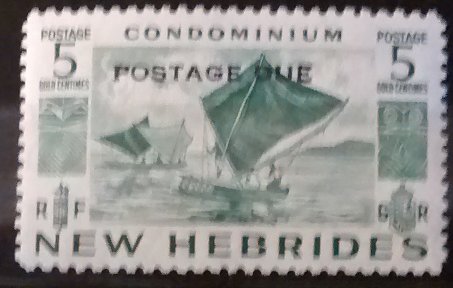 CONDOMINIUM
POSTAGE
5
GOLD CENTIMES
POSTAGE
5
GOLD CENTIMES
POSTAGE DUE
R F
G R
NEW HEBRIDES